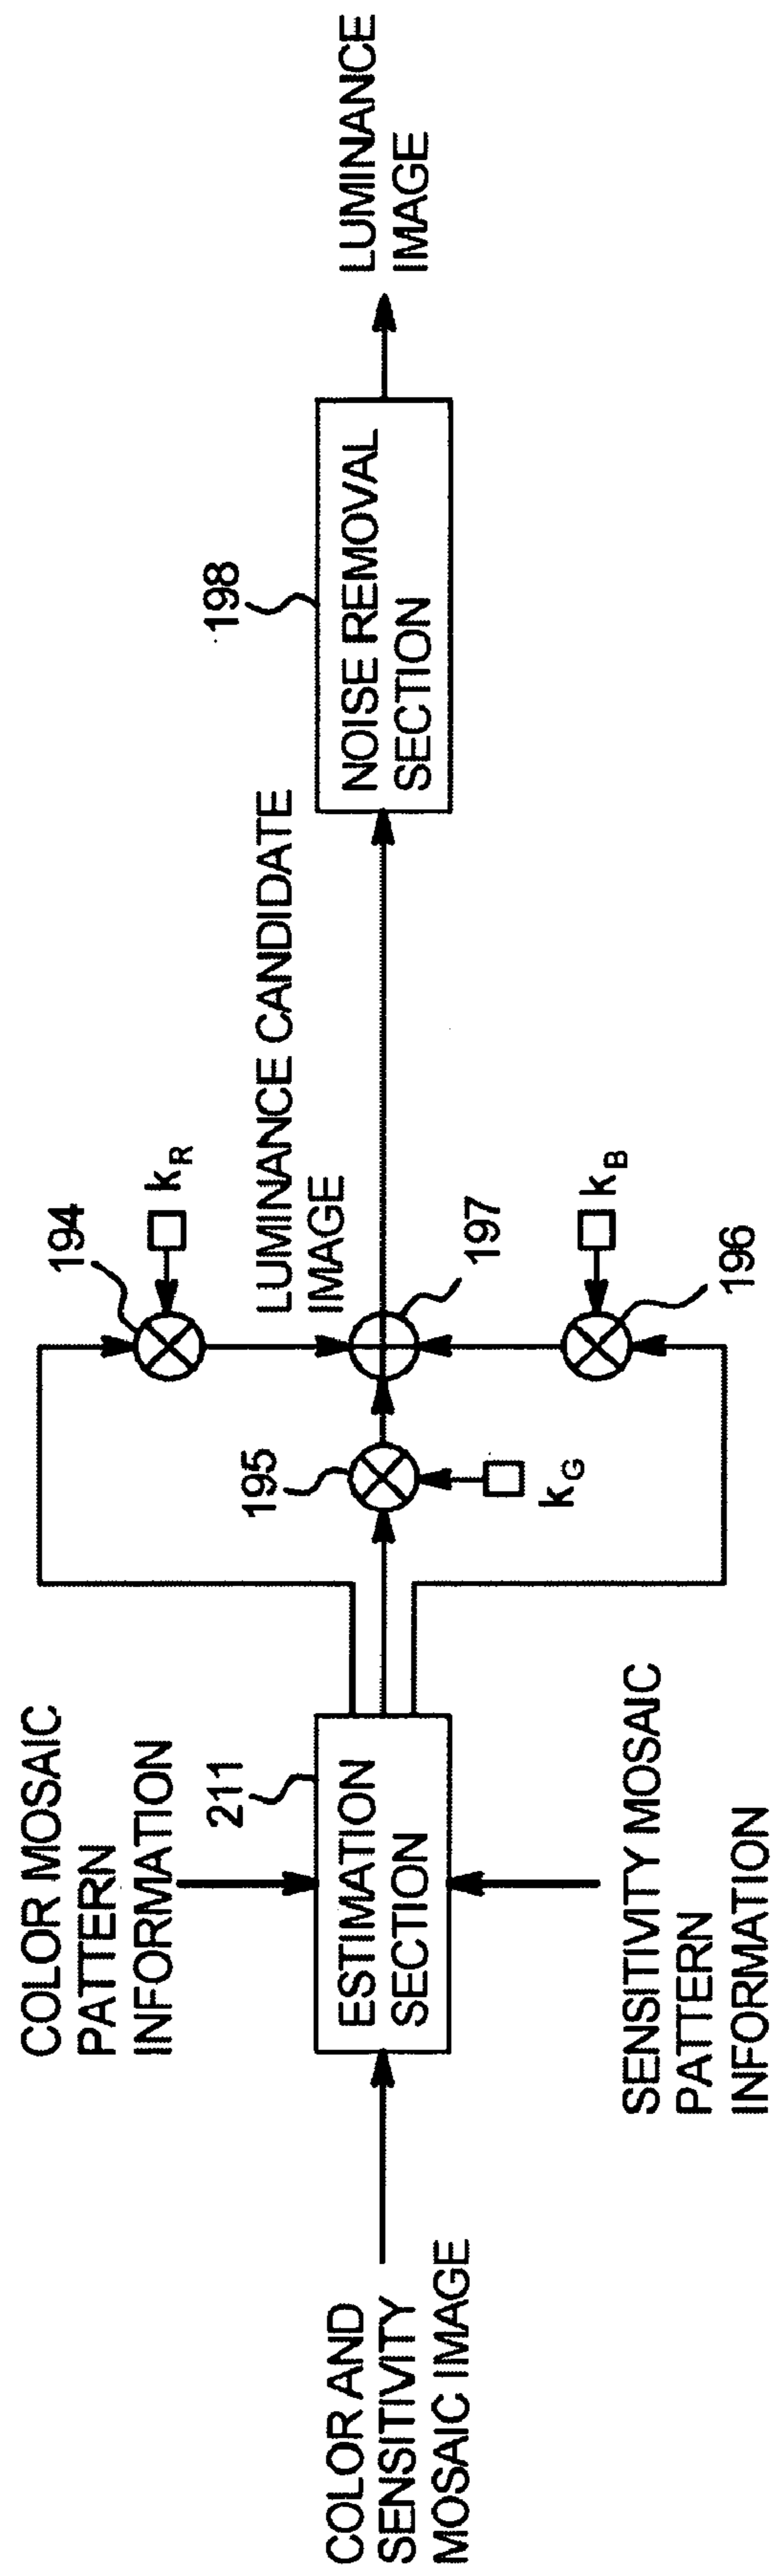 COLOR AND
SENSITIVITY
MOSAIC IMAGE
COLOR MOSAIC
PATTERN
INFORMATION
211
ESTIMATION
SECTION
SENSITIVITY MOSAIC
PATTERN
INFORMATION
194
kR
195
kG
196
kB
197
LUMINANCE CANDIDATE
IMAGE
198
NOISE REMOVAL
SECTION
LUMINANCE
IMAGE